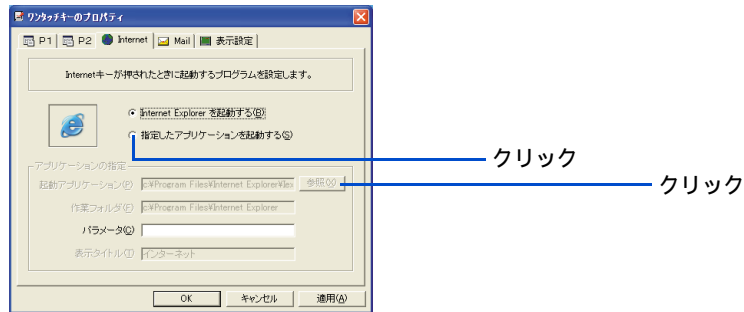 ワンタッチキーのプロパティ
P1 P2 Internet Mail 表示設定
Internetキーが押されたときに起動するプログラムを設定します。
Internet Explorer を起動する(B)
指定したアプリケーションを起動する(S)
クリック
アプリケーションの指定
起動アプリケーション(P) c:¥Program Files¥Internet Explorer¥Iex 参照(X)
クリック
作業フォルダ(F) c:¥Program Files¥Internet Explorer
パラメータ(C)
表示タイトル(T) インターネット
OK キャンセル 適用(A)